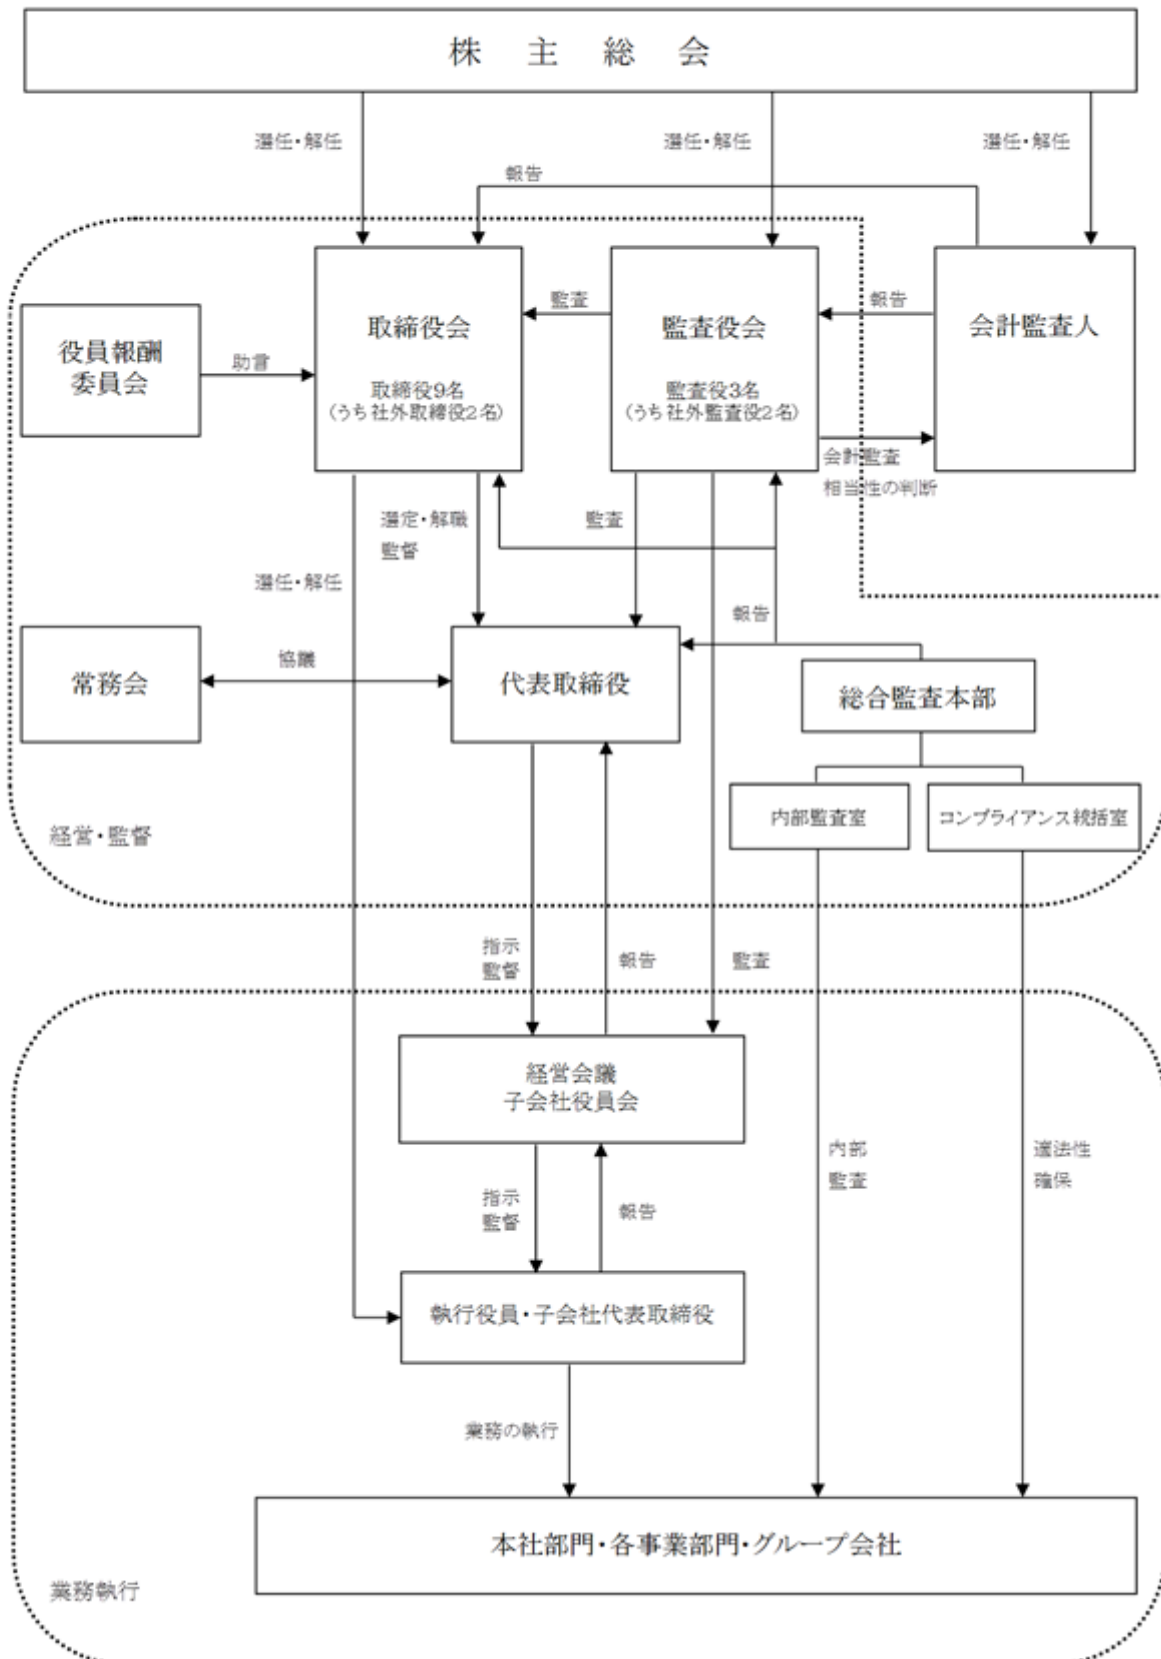 株主総会
選任・解任
選任・解任
選任・解任
報告
役員報酬
委員会
助言
取締役会
取締役9名
(うち社外取締役2名)
監査
監査役会
監査役3名
(うち社外監査役2名)
報告
会計監査人
会計監査
相当性の判断
選定・解職
監督
監査
選任・解任
報告
常務会
協議
代表取締役
総合監査本部
内部監査室
コンプライアンス統括室
経営・監督
指示
監督
報告
監査
経営会議
子会社役員会
指示
監督
報告
内部
監査
適法性
確保
執行役員・子会社代表取締役
業務の執行
本社部門・各事業部門・グループ会社
業務執行